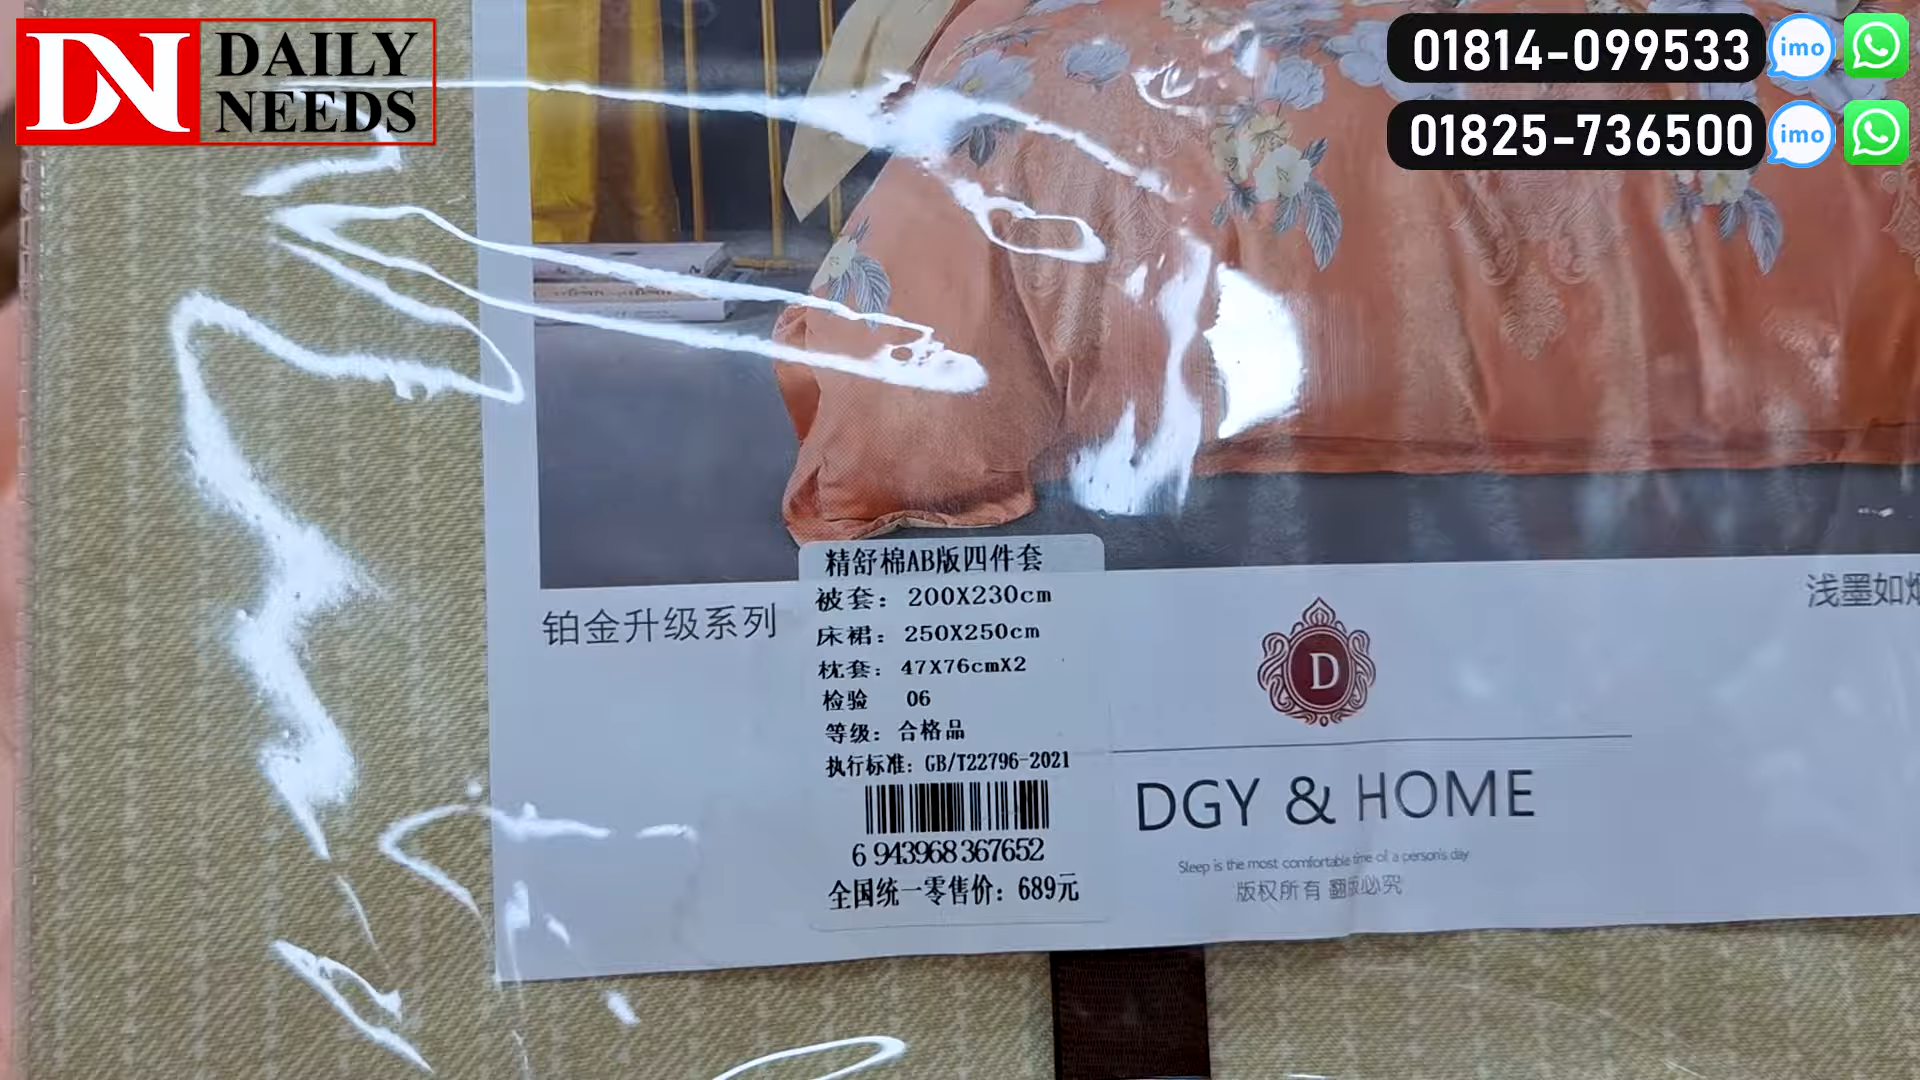 DN DAILY
NEEDS
01814-099533
imo
01825-736500
imo
精舒棉AB版四件套
被套：200X230cm
床裙：250X250cm
枕套：47X76cmX2
检验 06
等级：合格品
执行标准：GB/T22796-2021
6 943968 367652
全国统一零售价：689元
铂金升级系列
浅墨如
D
DGY & HOME
Sleep is the most comfortable time of a person's day
版权所有 翻版必究